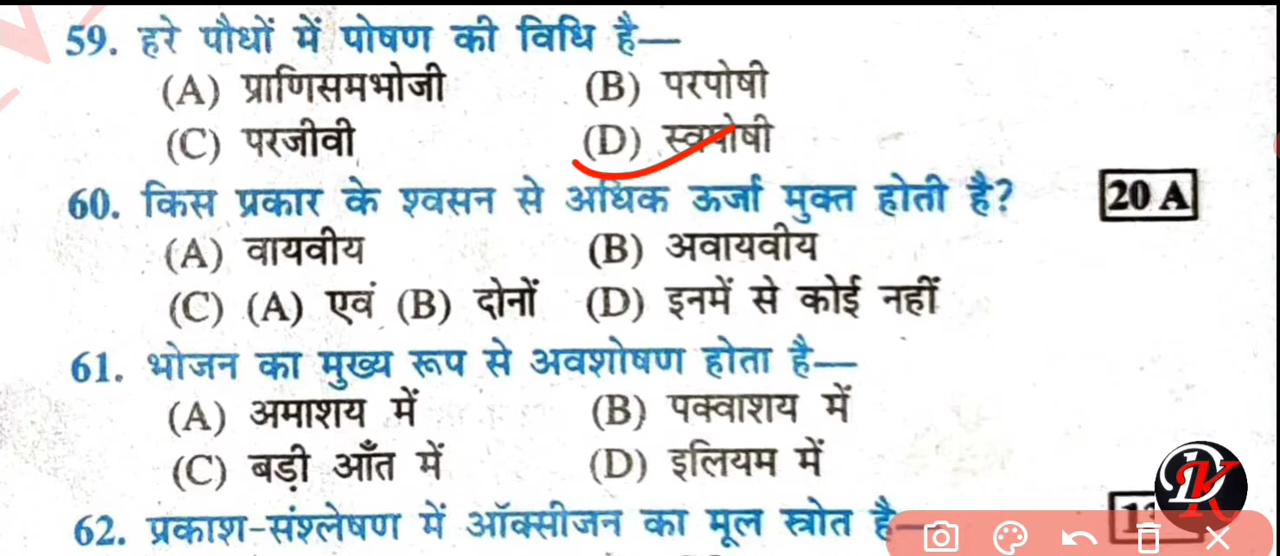 59. हरे पौधों में पोषण की विधि है—
(A) प्राणिसमभोजी (B) परपोषी
(C) परजीवी (D) स्वपोषी
60. किस प्रकार के श्वसन से अधिक ऊर्जा मुक्त होती है? 20 A
(A) वायवीय (B) अवायवीय
(C) (A) एवं (B) दोनों (D) इनमें से कोई नहीं
61. भोजन का मुख्य रूप से अवशोषण होता है—
(A) अमाशय में (B) पक्वाशय में
(C) बड़ी आँत में (D) इलियम में
62. प्रकाश-संश्लेषण में ऑक्सीजन का मूल स्त्रोत है—
DK